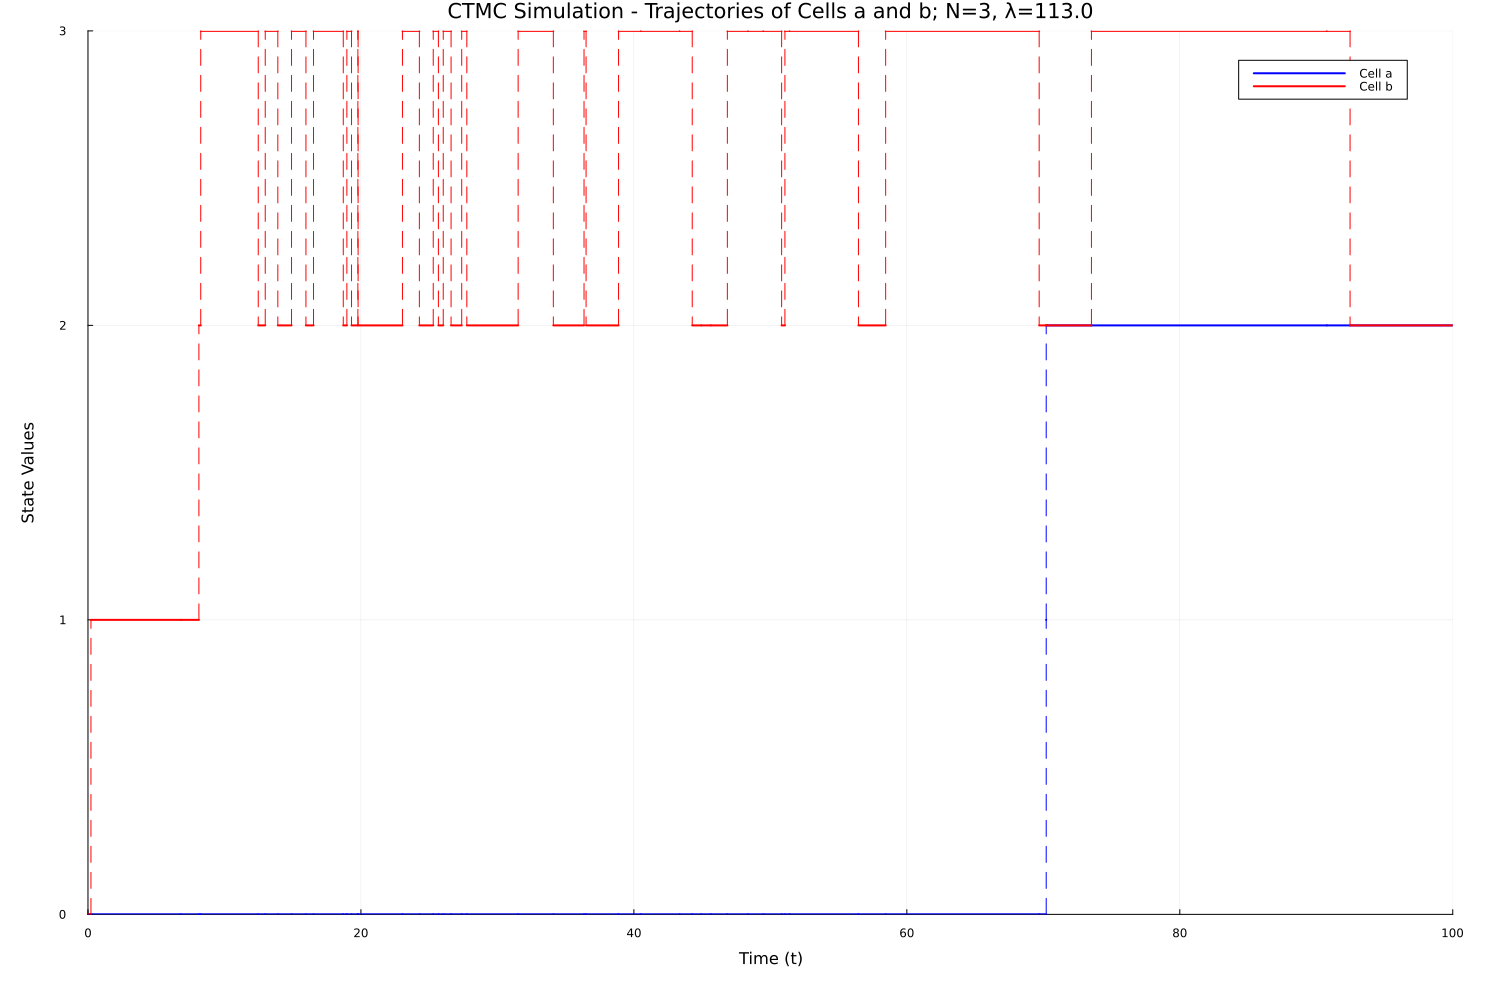 CTMC Simulation - Trajectories of Cells a and b; N=3, λ=113.0
3
Cell a
Cell b
2
State Values
1
0
0 20 40 60 80 100
Time (t)